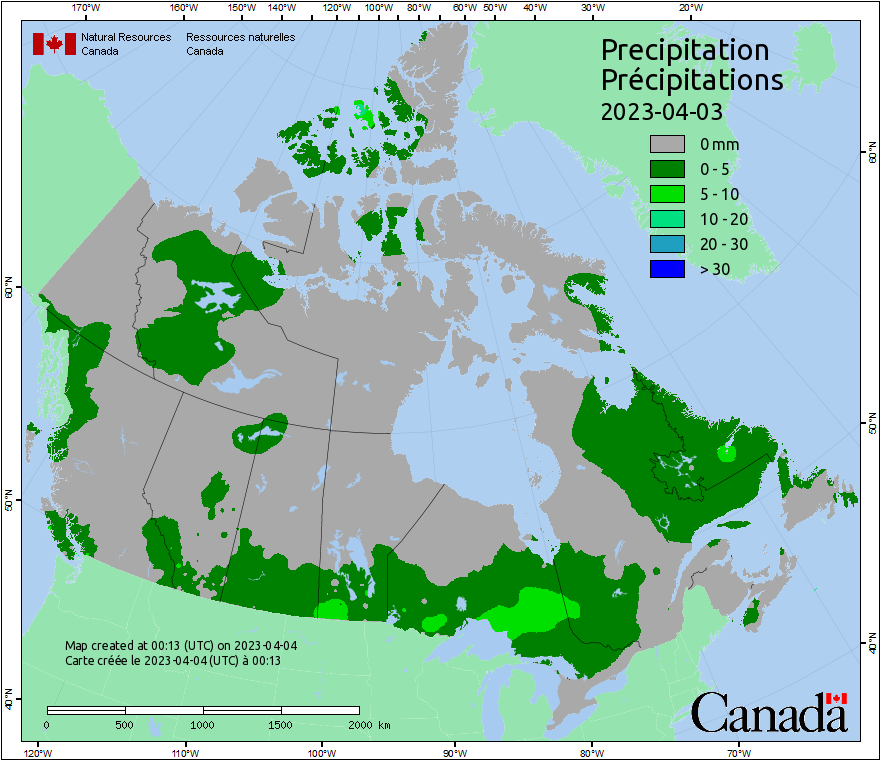 170°W 160°W 150°W 140°W 130°W 120°W 110°W 100°W 90°W 80°W 60°W 50°W 40°W 30°W 20°W
Natural Resources Ressources naturelles
Canada Canada
Precipitation
Précipitations
2023-04-03
0 mm
0 - 5
5 - 10
10 - 20
20 - 30
> 30
60°N
60°N
50°N
50°N
40°N
40°N
Map created at 00:13 (UTC) on 2023-04-04
Carte créée le 2023-04-04 (UTC) à 00:13
0 500 1000 1500 2000 km
Canada
120°W 110°W 100°W 90°W 80°W 70°W